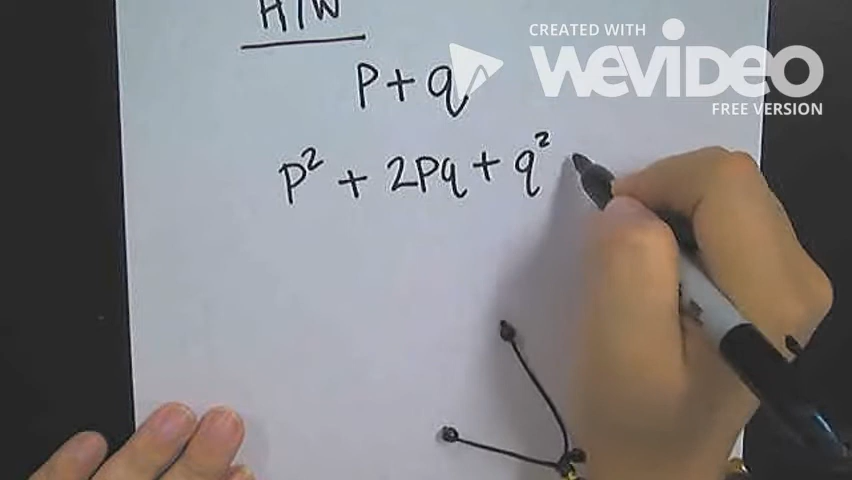 H/W
CREATED WITH
WEVIDEO
FREE VERSION
p + q
p² + 2pq + q²